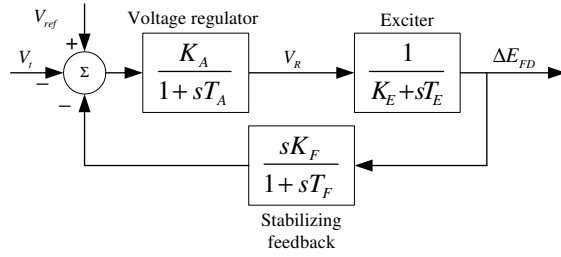 Voltage regulator
Exciter
V_ref
V_t
+
−
−
Σ
K_A / (1 + sT_A)
V_R
1 / (K_E + sT_E)
ΔE_FD
sK_F / (1 + sT_F)
Stabilizing
feedback